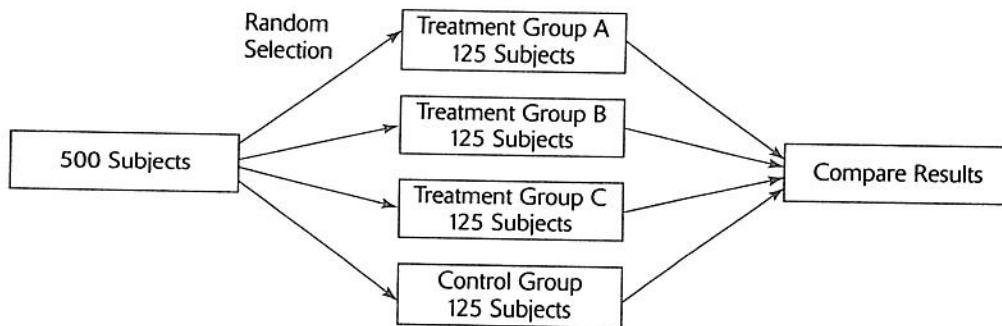 Random
Selection
Treatment Group A
125 Subjects
Treatment Group B
125 Subjects
500 Subjects
Treatment Group C
125 Subjects
Control Group
125 Subjects
Compare Results